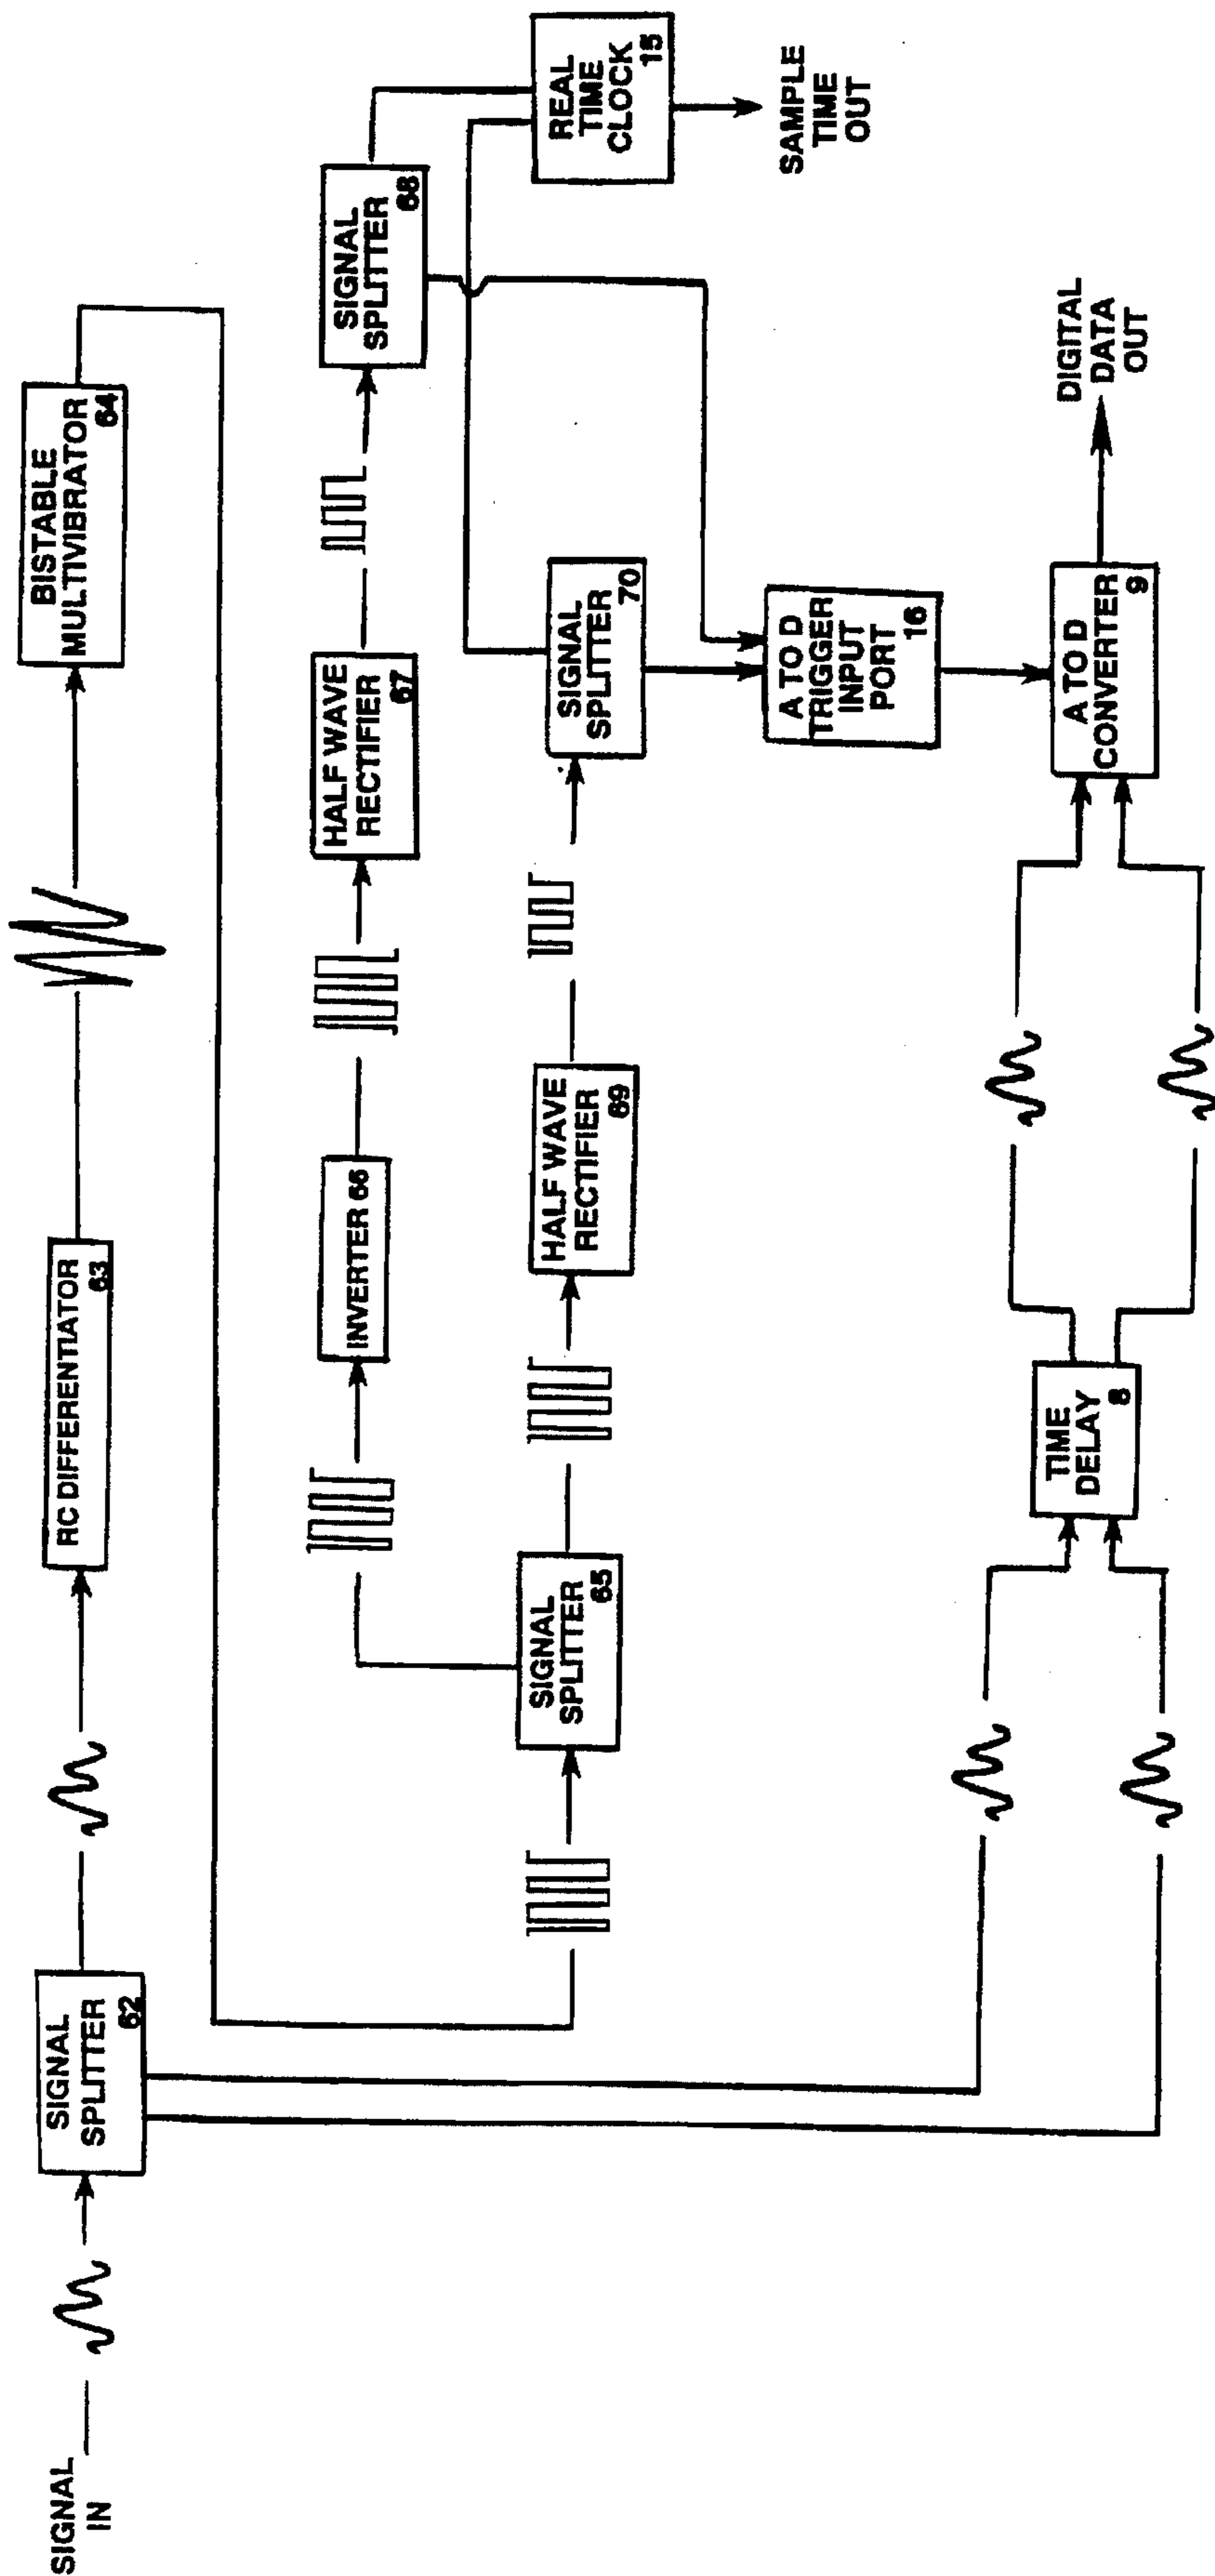 SIGNAL
IN
SIGNAL
SPLITTER
62
RC DIFFERENTIATOR
63
BISTABLE
MULTIVIBRATOR
64
INVERTER 66
HALF WAVE
RECTIFIER
67
SIGNAL
SPLITTER
68
SIGNAL
SPLITTER
65
HALF WAVE
RECTIFIER
69
SIGNAL
SPLITTER
70
REAL
TIME
CLOCK
15
SAMPLE
TIME
OUT
A TO D
TRIGGER
INPUT
PORT
16
TIME
DELAY
8
A TO D
CONVERTER
9
DIGITAL
DATA
OUT